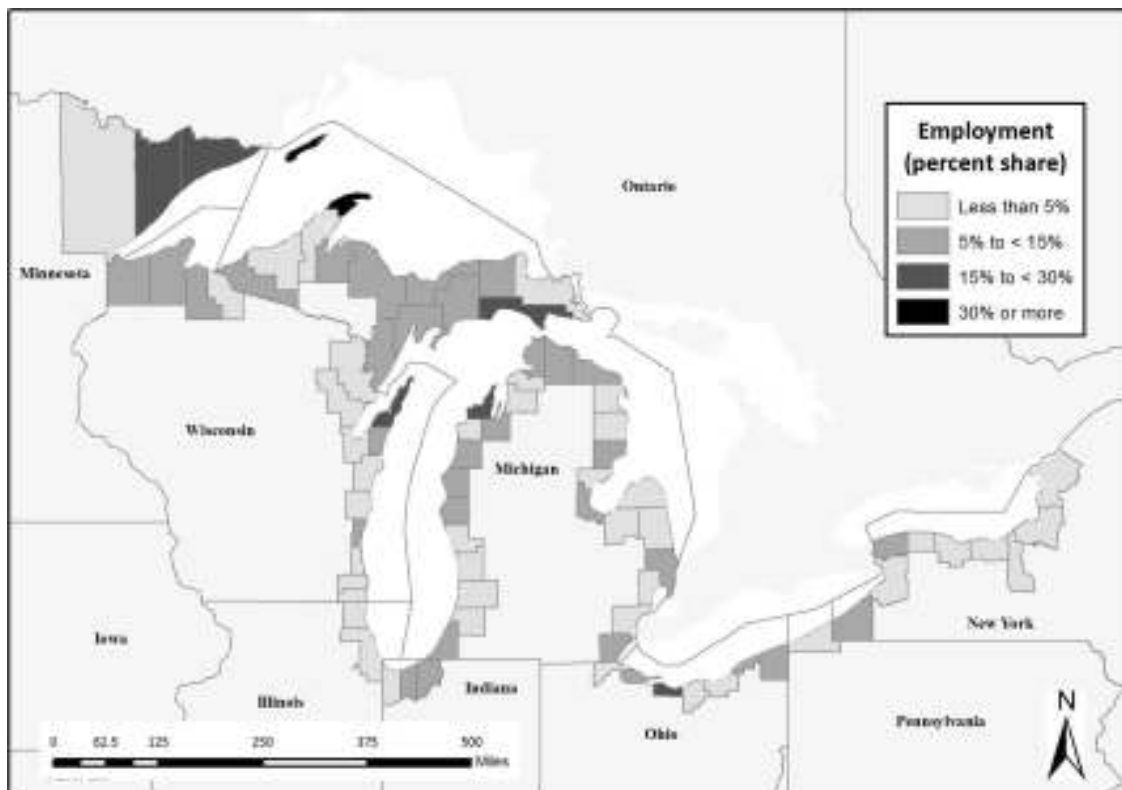 Employment
(percent share)
Less than 5%
5% to < 15%
15% to < 30%
30% or more
Ontario
Minnesota
Wisconsin
Michigan
Iowa
New York
Indiana
Illinois
Ohio
Pennsylvania
N
0 62.5 125 250 375 500
Miles